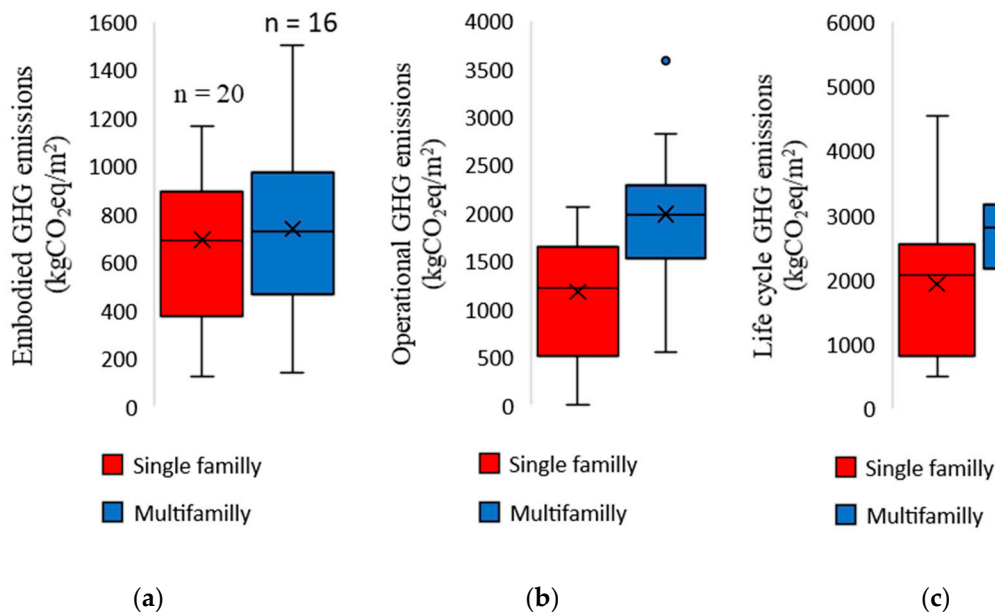 Embodied GHG emissions
(kgCO₂eq/m²)
1600
1400
1200
1000
800
600
400
200
0
n = 20
n = 16
Single familly
Multifamilly
(a)
Operational GHG emissions
(kgCO₂eq/m²)
4000
3500
3000
2500
2000
1500
1000
500
0
Single familly
Multifamilly
(b)
Life cycle GHG emissions
(kgCO₂eq/m²)
6000
5000
4000
3000
2000
1000
0
Single familly
Multifamilly
(c)